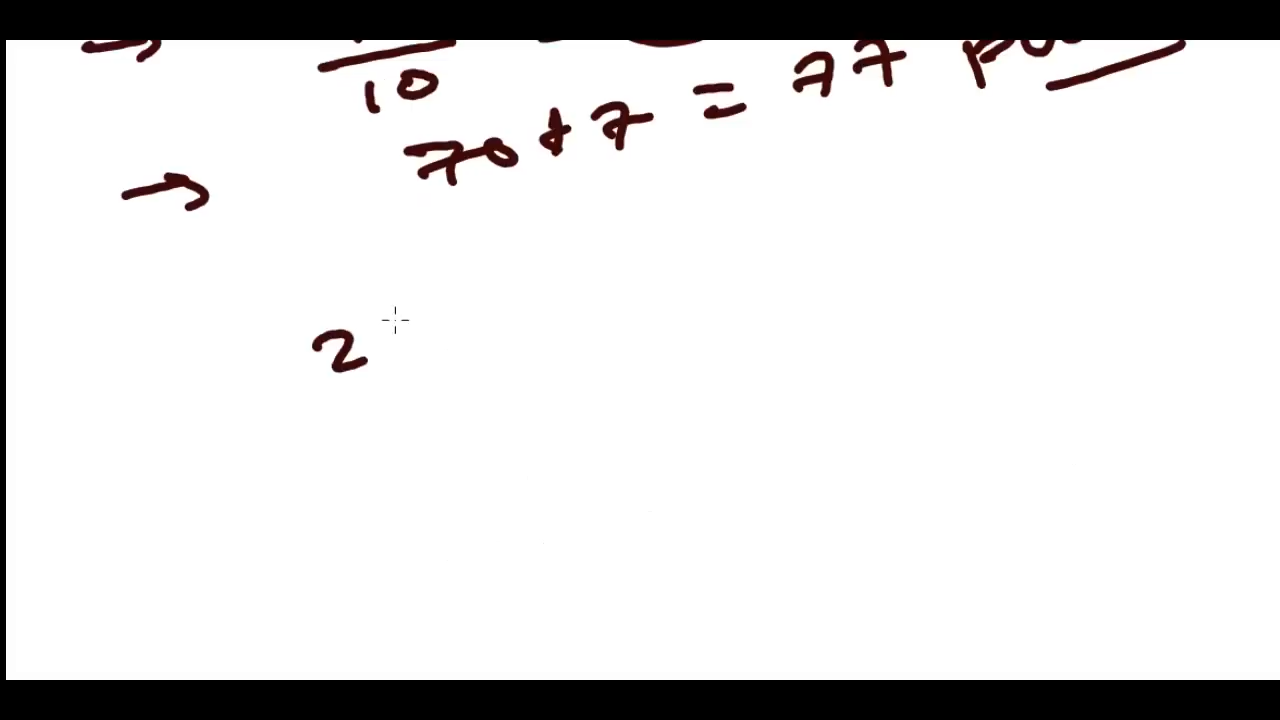 → 10
→ 70 + 7 = 77
2